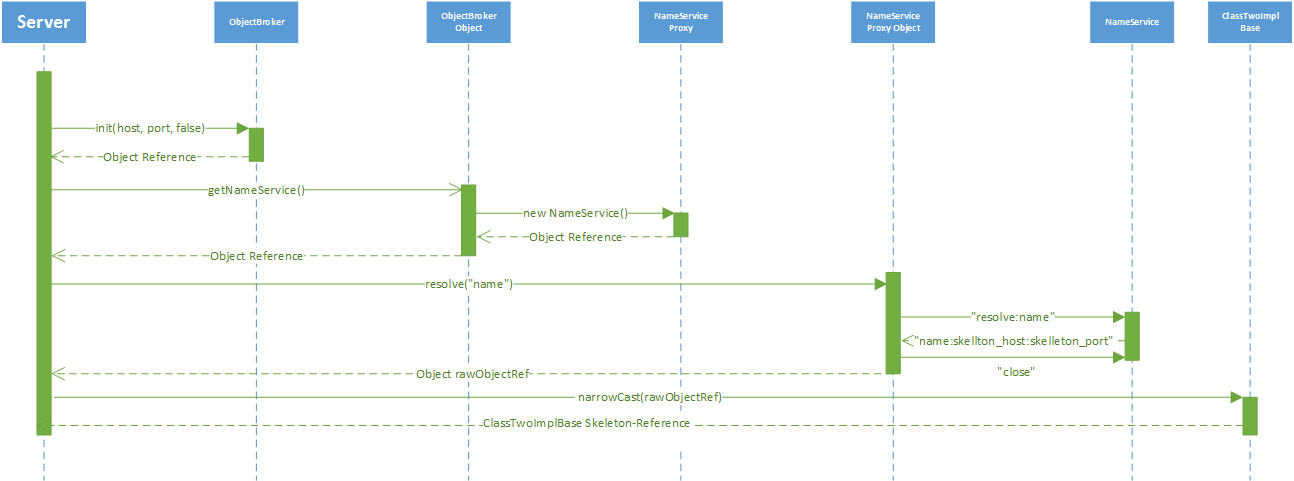 Server
ObjectBroker
ObjectBroker
Object
NameService
Proxy
NameService
Proxy Object
NameService
ClassTwoImpl
Base
init(host, port, false)
Object Reference
getNameService()
new NameService()
Object Reference
Object Reference
resolve("name")
"resolve:name"
"name:skellton_host:skelleton_port"
"close"
Object rawObjectRef
narrowCast(rawObjectRef)
ClassTwoImplBase Skeleton-Reference